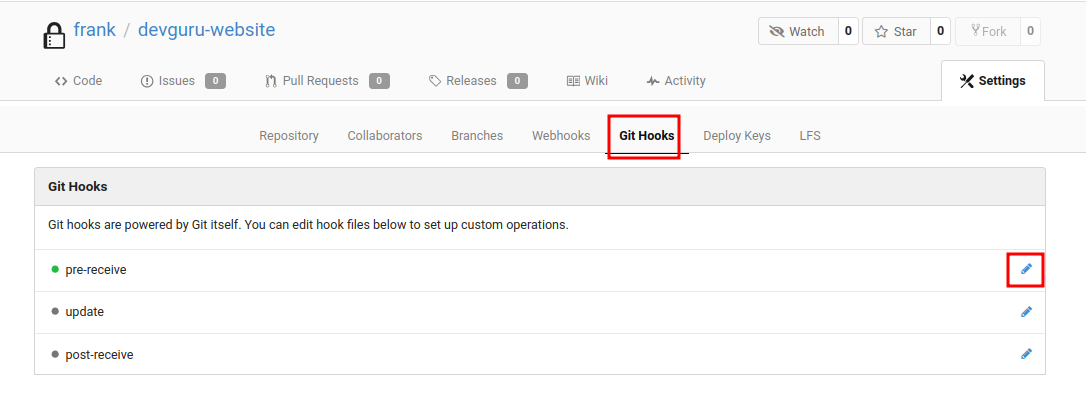 frank / devguru-website
Watch 0 Star 0 Fork 0
Code Issues 0 Pull Requests 0 Releases 0 Wiki Activity Settings
Repository Collaborators Branches Webhooks Git Hooks Deploy Keys LFS
Git Hooks
Git hooks are powered by Git itself. You can edit hook files below to set up custom operations.
pre-receive
update
post-receive